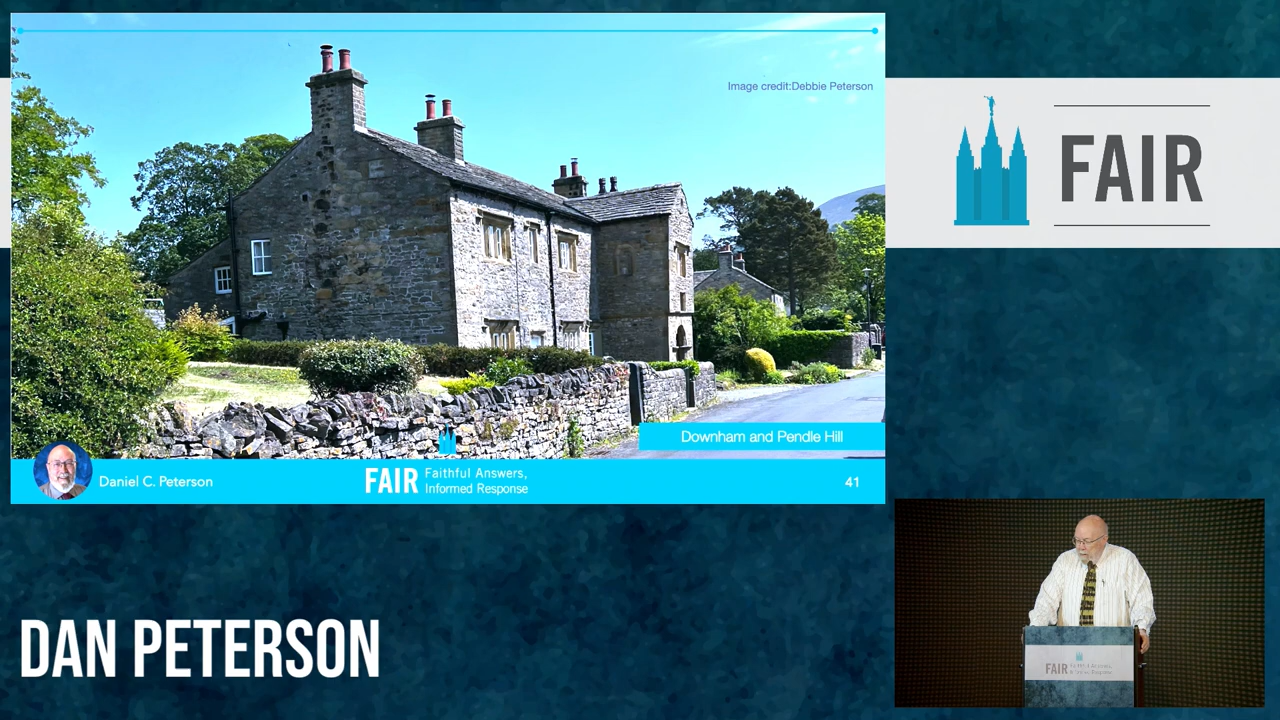 Image credit:Debbie Peterson
FAIR
Downham and Pendle Hill
Daniel C. Peterson
FAIR
Faithful Answers,
Informed Response
41
DAN PETERSON
FAIR